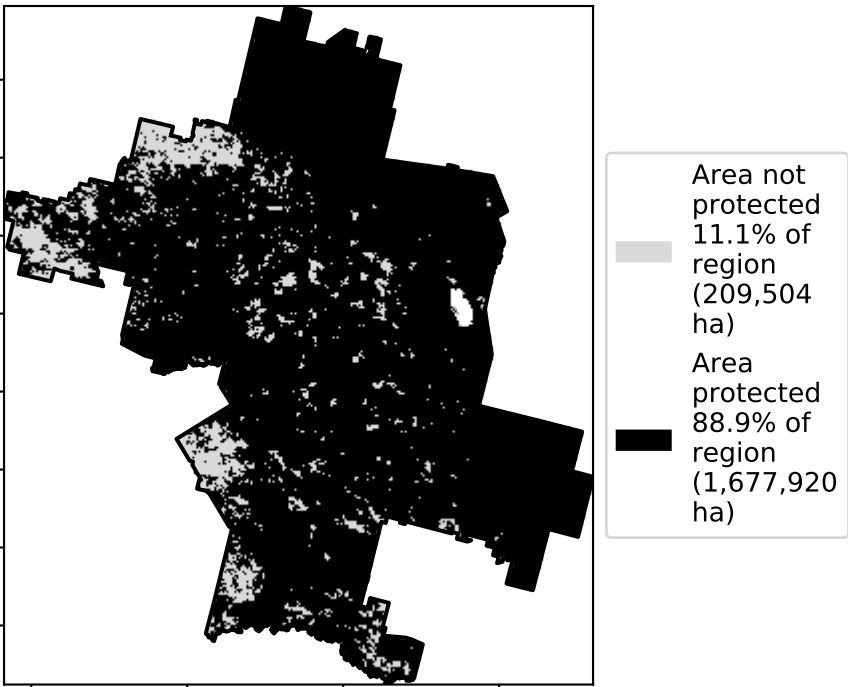 Area not
protected
11.1% of
region
(209,504
ha)
Area
protected
88.9% of
region
(1,677,920
ha)